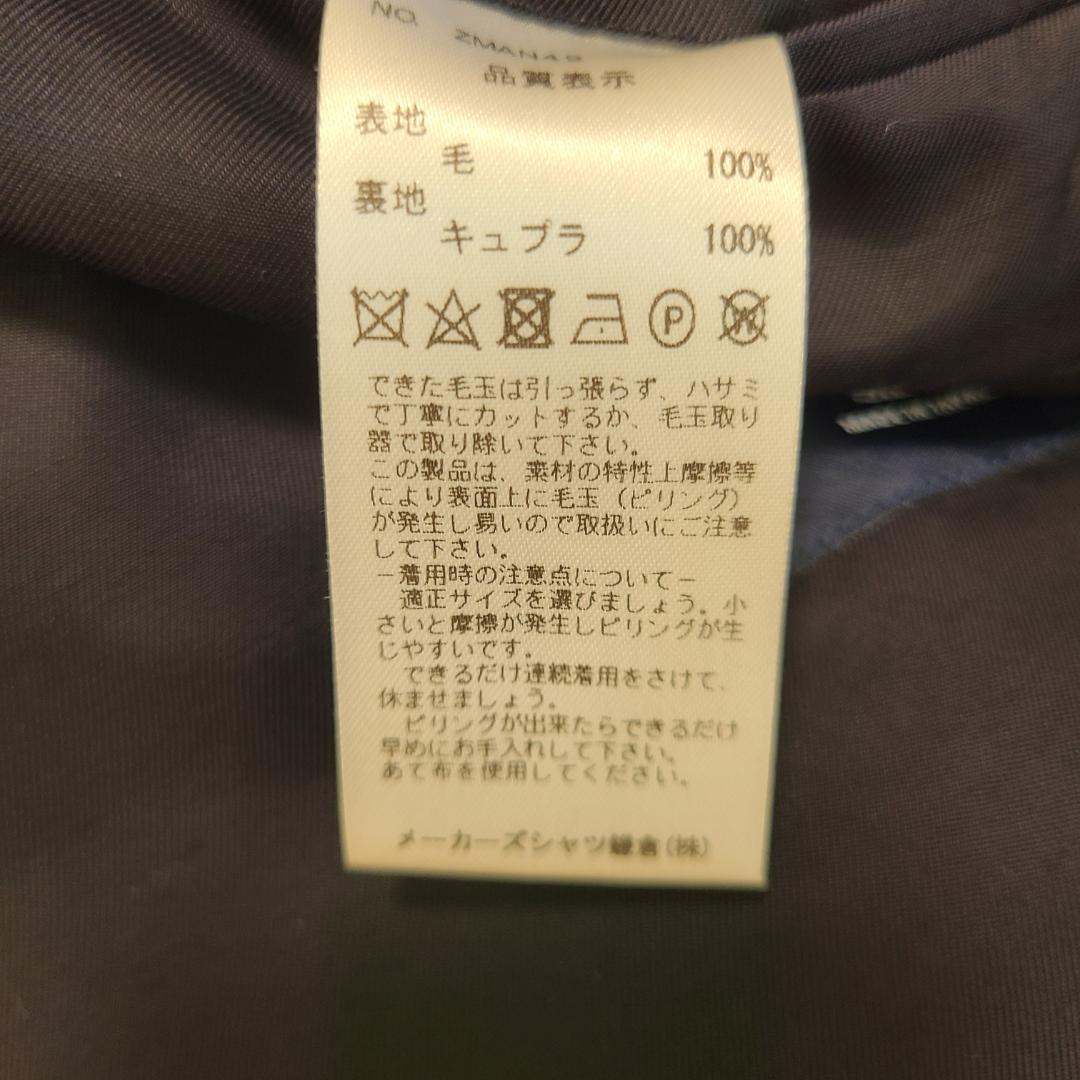 NO. ZMAN49
品質表示
表地
毛 100%
裏地
キュプラ 100%
P W
できた毛玉は引っ張らず、ハサミ
で丁寧にカットするか、毛玉取り
器で取り除いて下さい。
この製品は、素材の特性上摩擦等
により表面上に毛玉(ピリング)
が発生し易いので取扱いにご注意
して下さい。
−着用時の注意点について−
適正サイズを選びましょう。小
さいと摩擦が発生しピリングが生
じやすいです。
できるだけ連続着用をさけて、
休ませましょう。
ピリングが出来たらできるだけ
早めにお手入れして下さい。
あて布を使用してください。
メーカーズシャツ鎌倉(株)